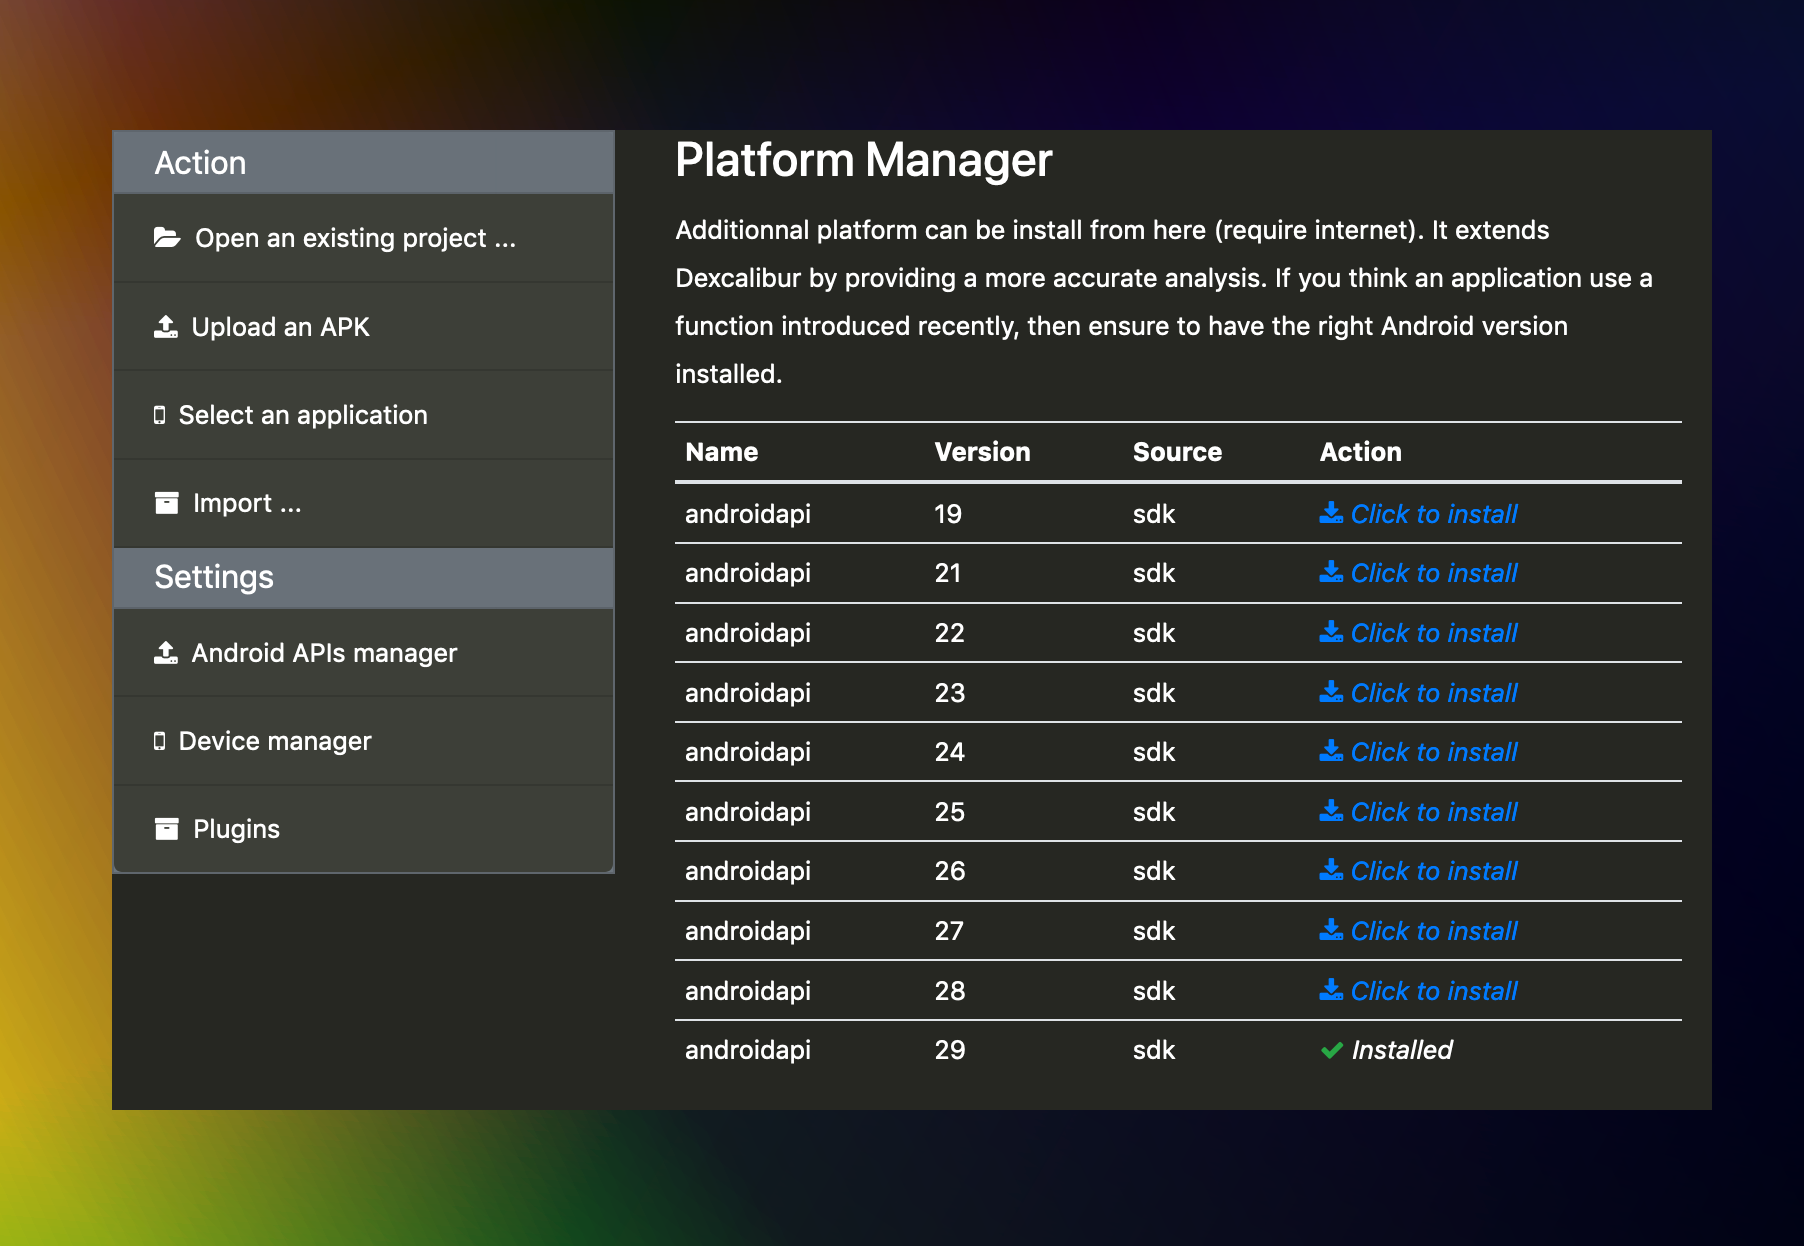 Action
Open an existing project ...
Upload an APK
Select an application
Import ...
Settings
Android APIs manager
Device manager
Plugins
Platform Manager
Additionnal platform can be install from here (require internet). It extends
Dexcalibur by providing a more accurate analysis. If you think an application use a
function introduced recently, then ensure to have the right Android version
installed.
Name Version Source Action
androidapi 19 sdk Click to install
androidapi 21 sdk Click to install
androidapi 22 sdk Click to install
androidapi 23 sdk Click to install
androidapi 24 sdk Click to install
androidapi 25 sdk Click to install
androidapi 26 sdk Click to install
androidapi 27 sdk Click to install
androidapi 28 sdk Click to install
androidapi 29 sdk Installed